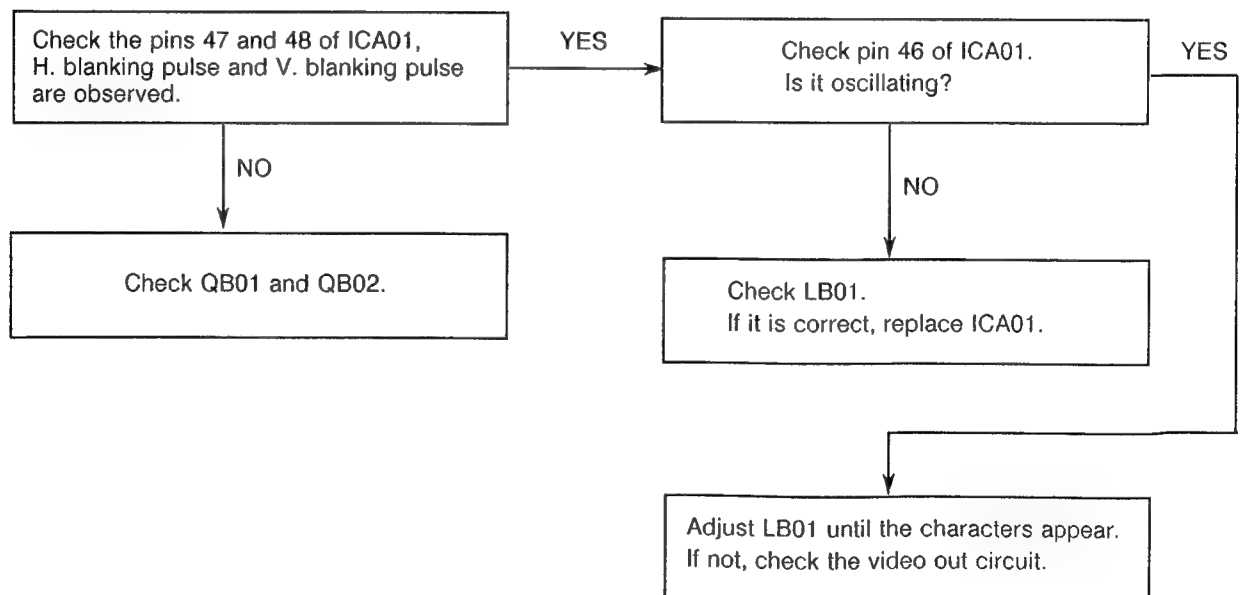 Check the pins 47 and 48 of ICA01,
H. blanking pulse and V. blanking pulse
are observed.
YES
Check pin 46 of ICA01.
Is it oscillating?
YES
NO
NO
Check QB01 and QB02.
Check LB01.
If it is correct, replace ICA01.
Adjust LB01 until the characters appear.
If not, check the video out circuit.